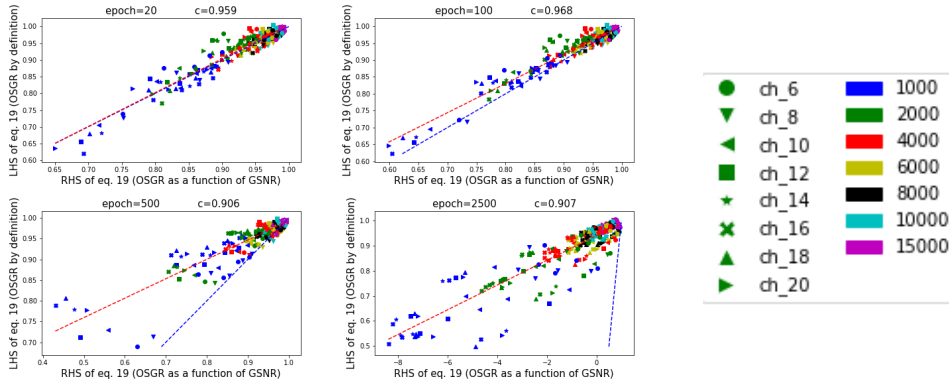 epoch=20 c=0.959
LHS of eq. 19 (OSGR by definition)
1.00
0.95
0.90
0.85
0.80
0.75
0.70
0.65
0.60
0.65 0.70 0.75 0.80 0.85 0.90 0.95 1.00
RHS of eq. 19 (OSGR as a function of GSNR)
epoch=100 c=0.968
LHS of eq. 19 (OSGR by definition)
1.00
0.95
0.90
0.85
0.80
0.75
0.70
0.65
0.60
0.60 0.65 0.70 0.75 0.80 0.85 0.90 0.95 1.00
RHS of eq. 19 (OSGR as a function of GSNR)
epoch=500 c=0.906
LHS of eq. 19 (OSGR by definition)
1.00
0.95
0.90
0.85
0.80
0.75
0.70
0.4 0.5 0.6 0.7 0.8 0.9 1.0
RHS of eq. 19 (OSGR as a function of GSNR)
epoch=2500 c=0.907
LHS of eq. 19 (OSGR by definition)
1.0
0.9
0.8
0.7
0.6
0.5
−8 −6 −4 −2 0
RHS of eq. 19 (OSGR as a function of GSNR)
ch_6 1000
ch_8 2000
ch_10 4000
ch_12 6000
ch_14 8000
ch_16 10000
ch_18 15000
ch_20